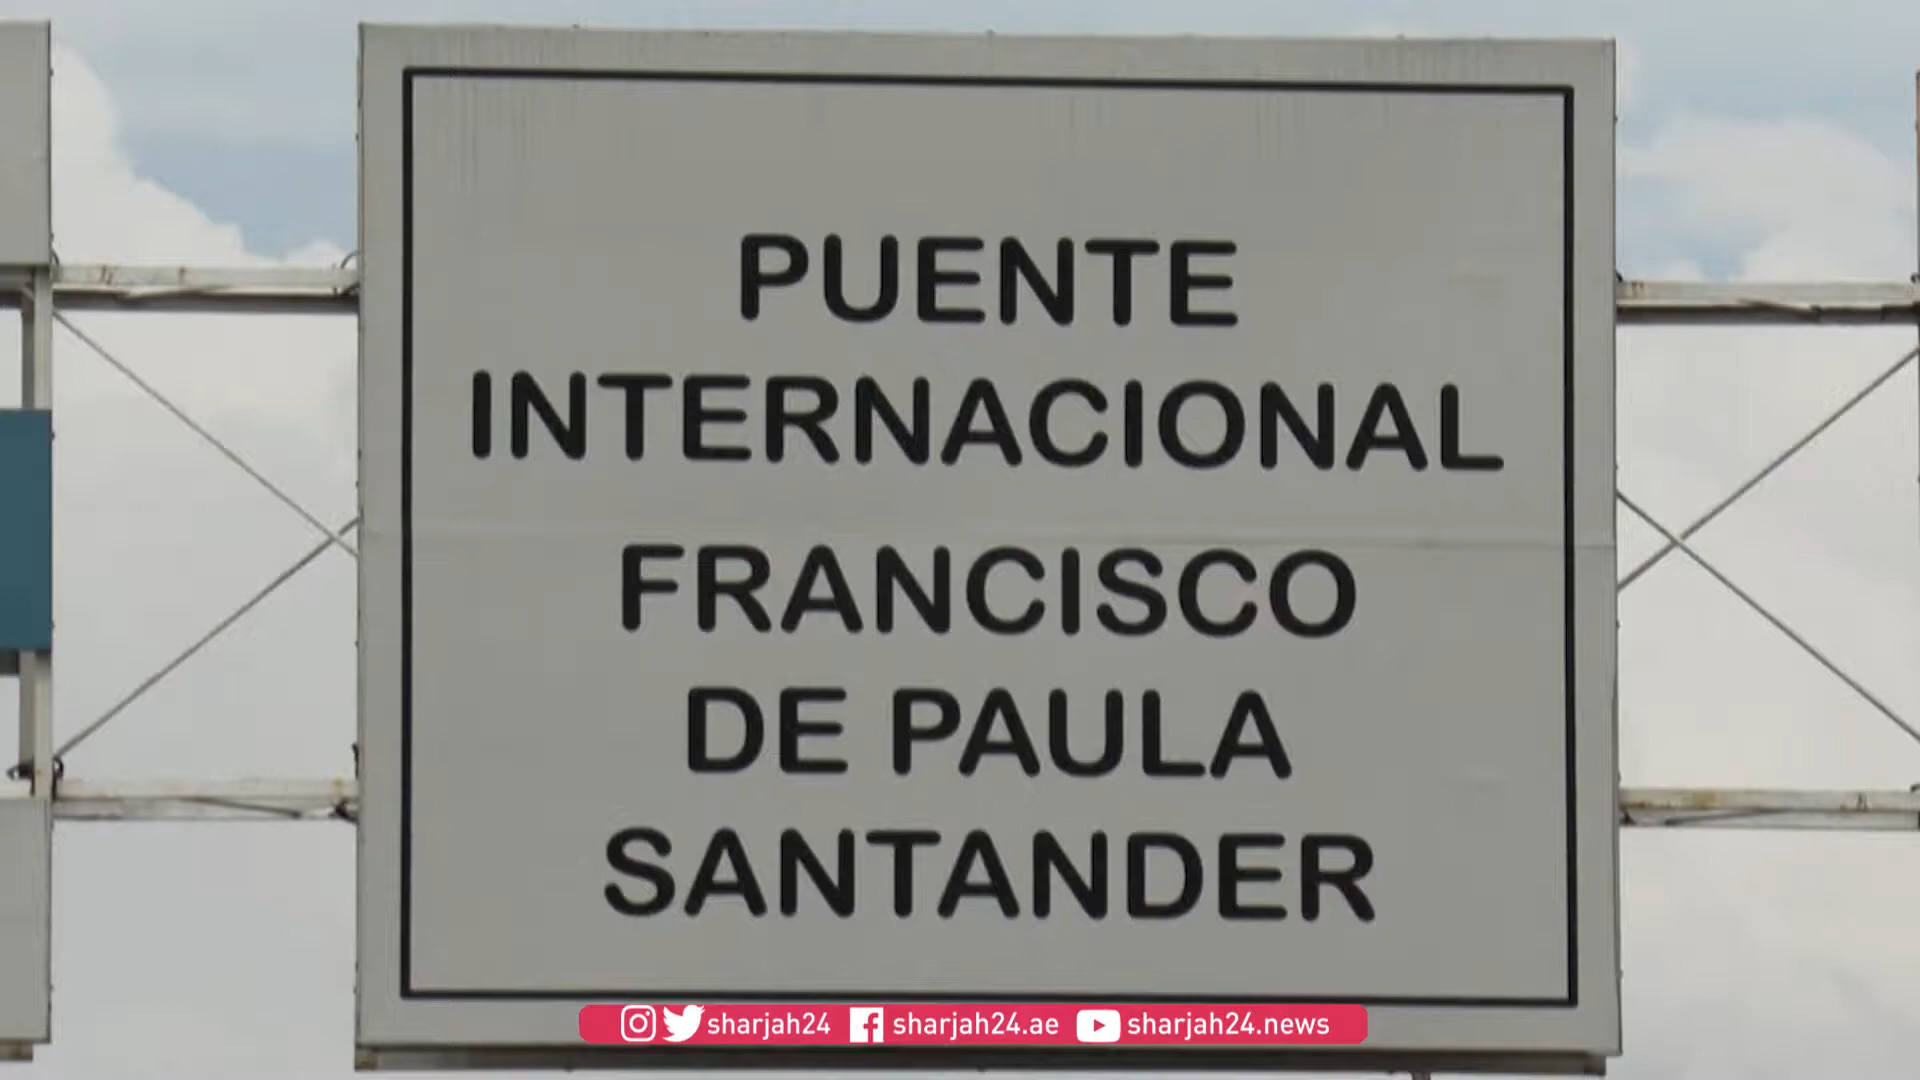 PUENTE
INTERNACIONAL
FRANCISCO
DE PAULA
SANTANDER
sharjah24 sharjah24.ae sharjah24.news